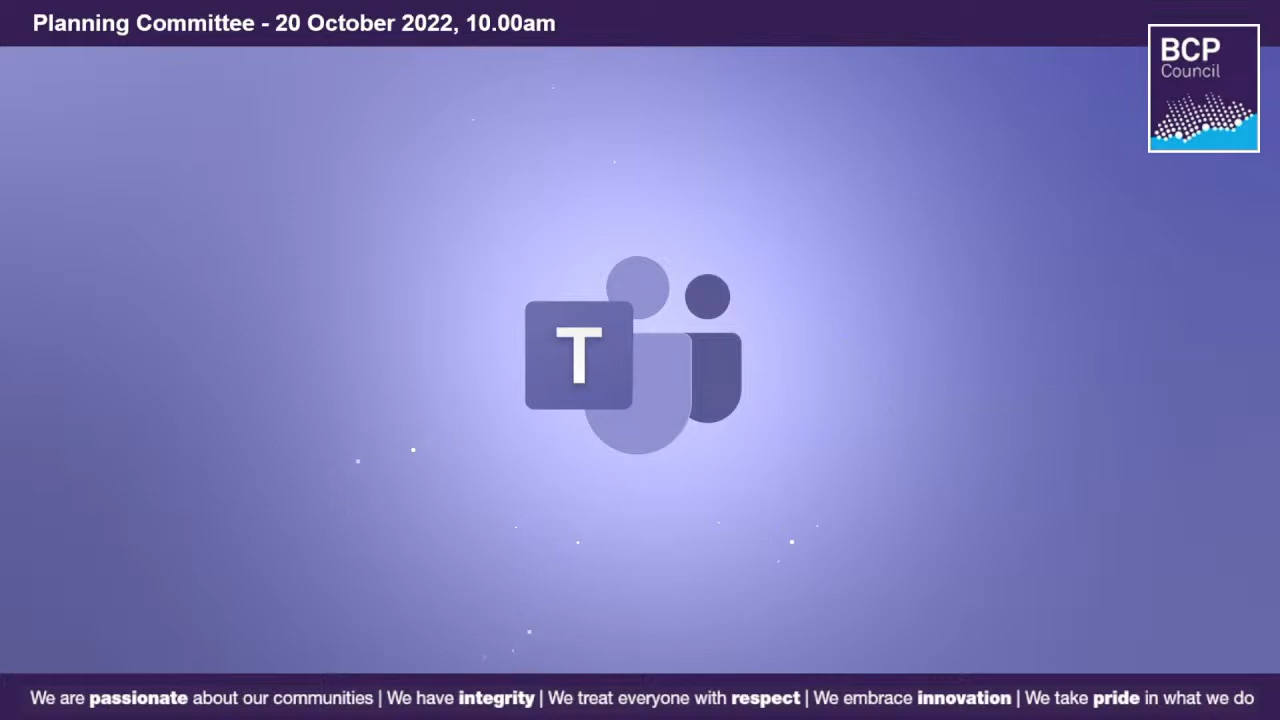 Planning Committee - 20 October 2022, 10.00am
BCP
Council
T
We are passionate about our communities | We have integrity | We treat everyone with respect | We embrace innovation | We take pride in what we do